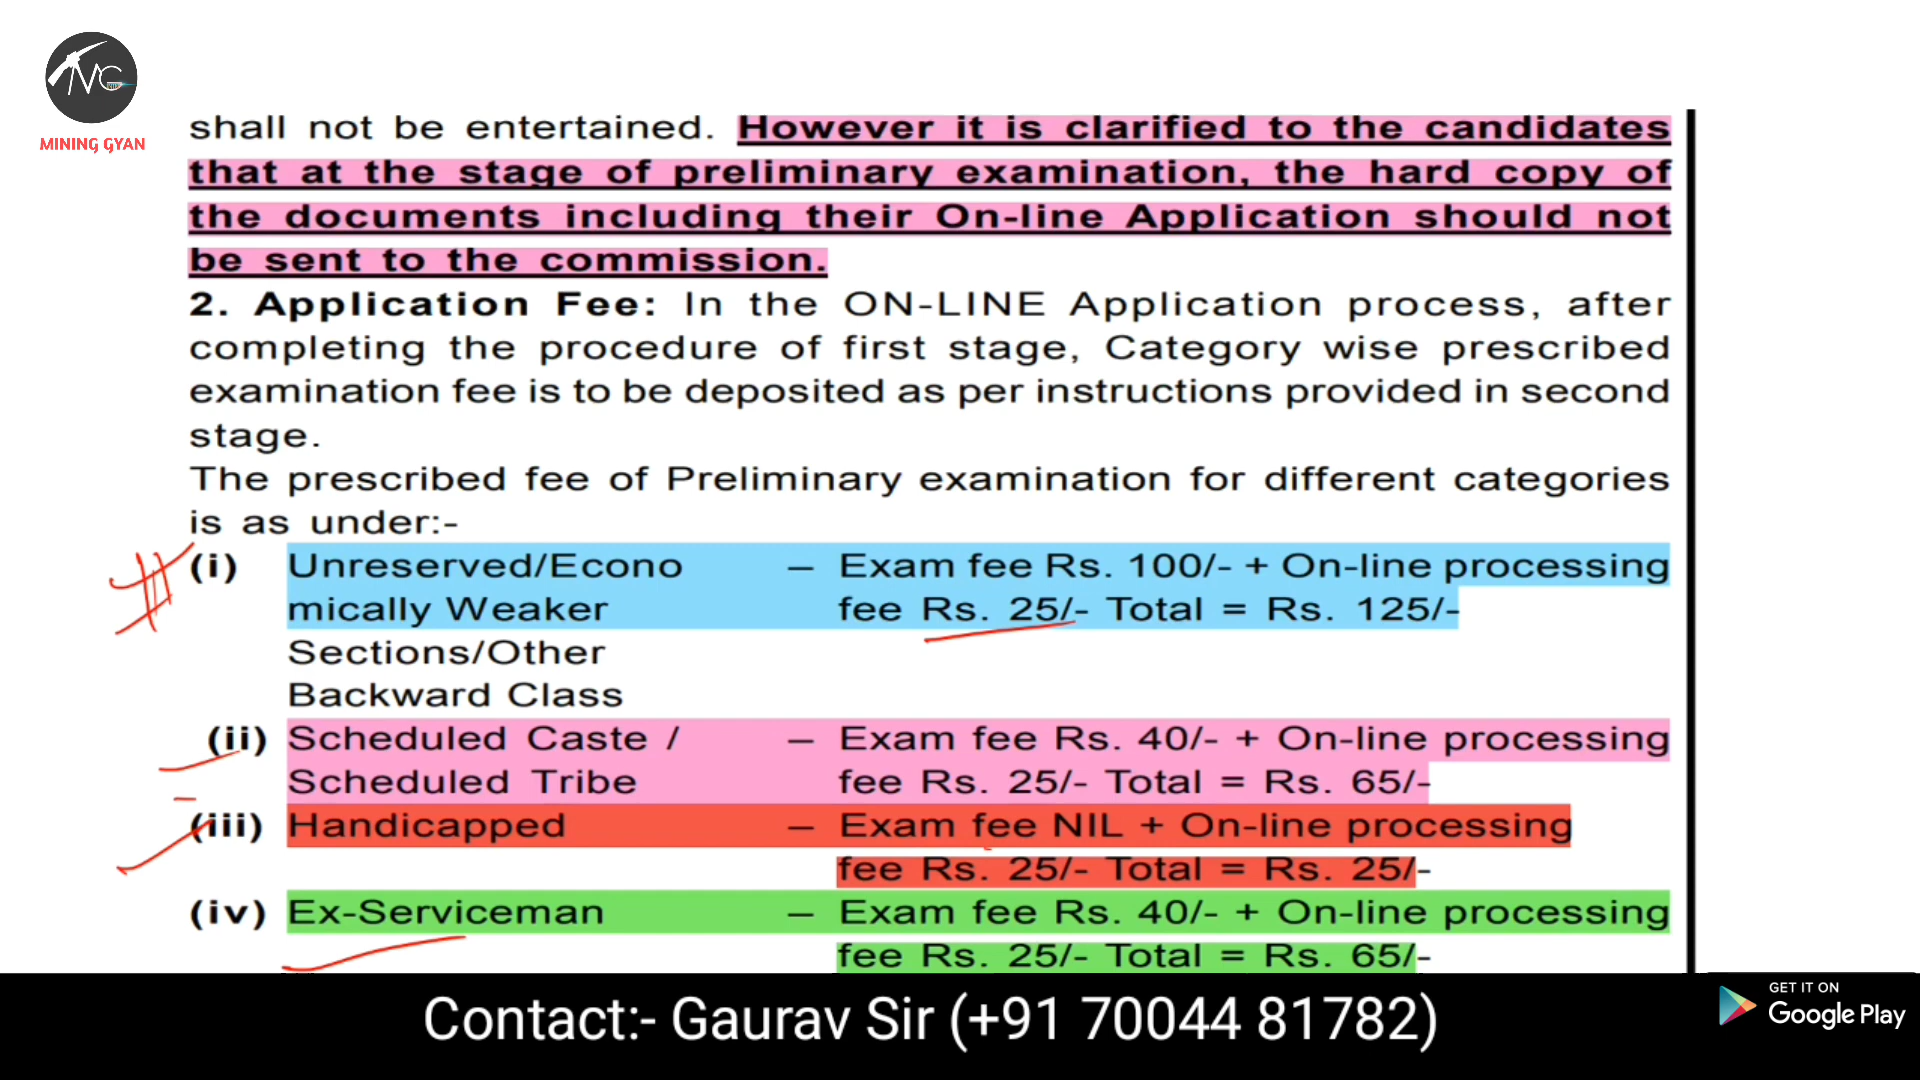 MG
MINING GYAN
shall not be entertained. However it is clarified to the candidates
that at the stage of preliminary examination, the hard copy of
the documents including their On-line Application should not
be sent to the commission.
2. Application Fee: In the ON-LINE Application process, after
completing the procedure of first stage, Category wise prescribed
examination fee is to be deposited as per instructions provided in second
stage.
The prescribed fee of Preliminary examination for different categories
is as under:-
(i) Unreserved/Econo – Exam fee Rs. 100/- + On-line processing
mically Weaker fee Rs. 25/- Total = Rs. 125/-
Sections/Other
Backward Class
(ii) Scheduled Caste / – Exam fee Rs. 40/- + On-line processing
Scheduled Tribe fee Rs. 25/- Total = Rs. 65/-
(iii) Handicapped – Exam fee NIL + On-line processing
fee Rs. 25/- Total = Rs. 25/-
(iv) Ex-Serviceman – Exam fee Rs. 40/- + On-line processing
fee Rs. 25/- Total = Rs. 65/-
Contact:- Gaurav Sir (+91 70044 81782)
GET IT ON
Google Play